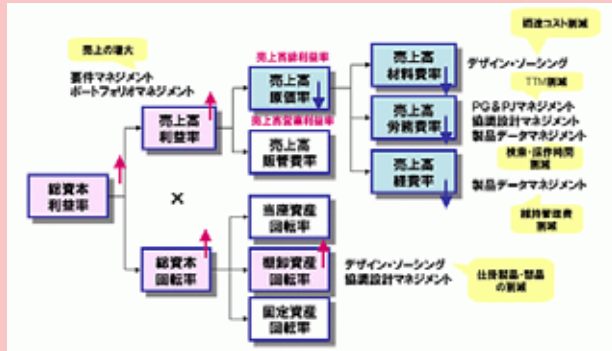 調達コスト削減
売上の増大
要件マネジメント
ポートフォリオマネジメント
売上高総利益率
売上高
原価率
売上高
材料費率
デザイン・ソーシング
TTM削減
売上高
利益率
売上高営業利益率
売上高
販管費率
売上高
労務費率
PG&PJマネジメント
協調設計マネジメント
製品データマネジメント
検索・操作時間
削減
売上高
経費率
製品データマネジメント
維持管理費
削減
総資本
利益率
×
総資本
回転率
当座資産
回転率
棚卸資産
回転率
デザイン・ソーシング
協調設計マネジメント
仕掛製品・部品
の削減
固定資産
回転率